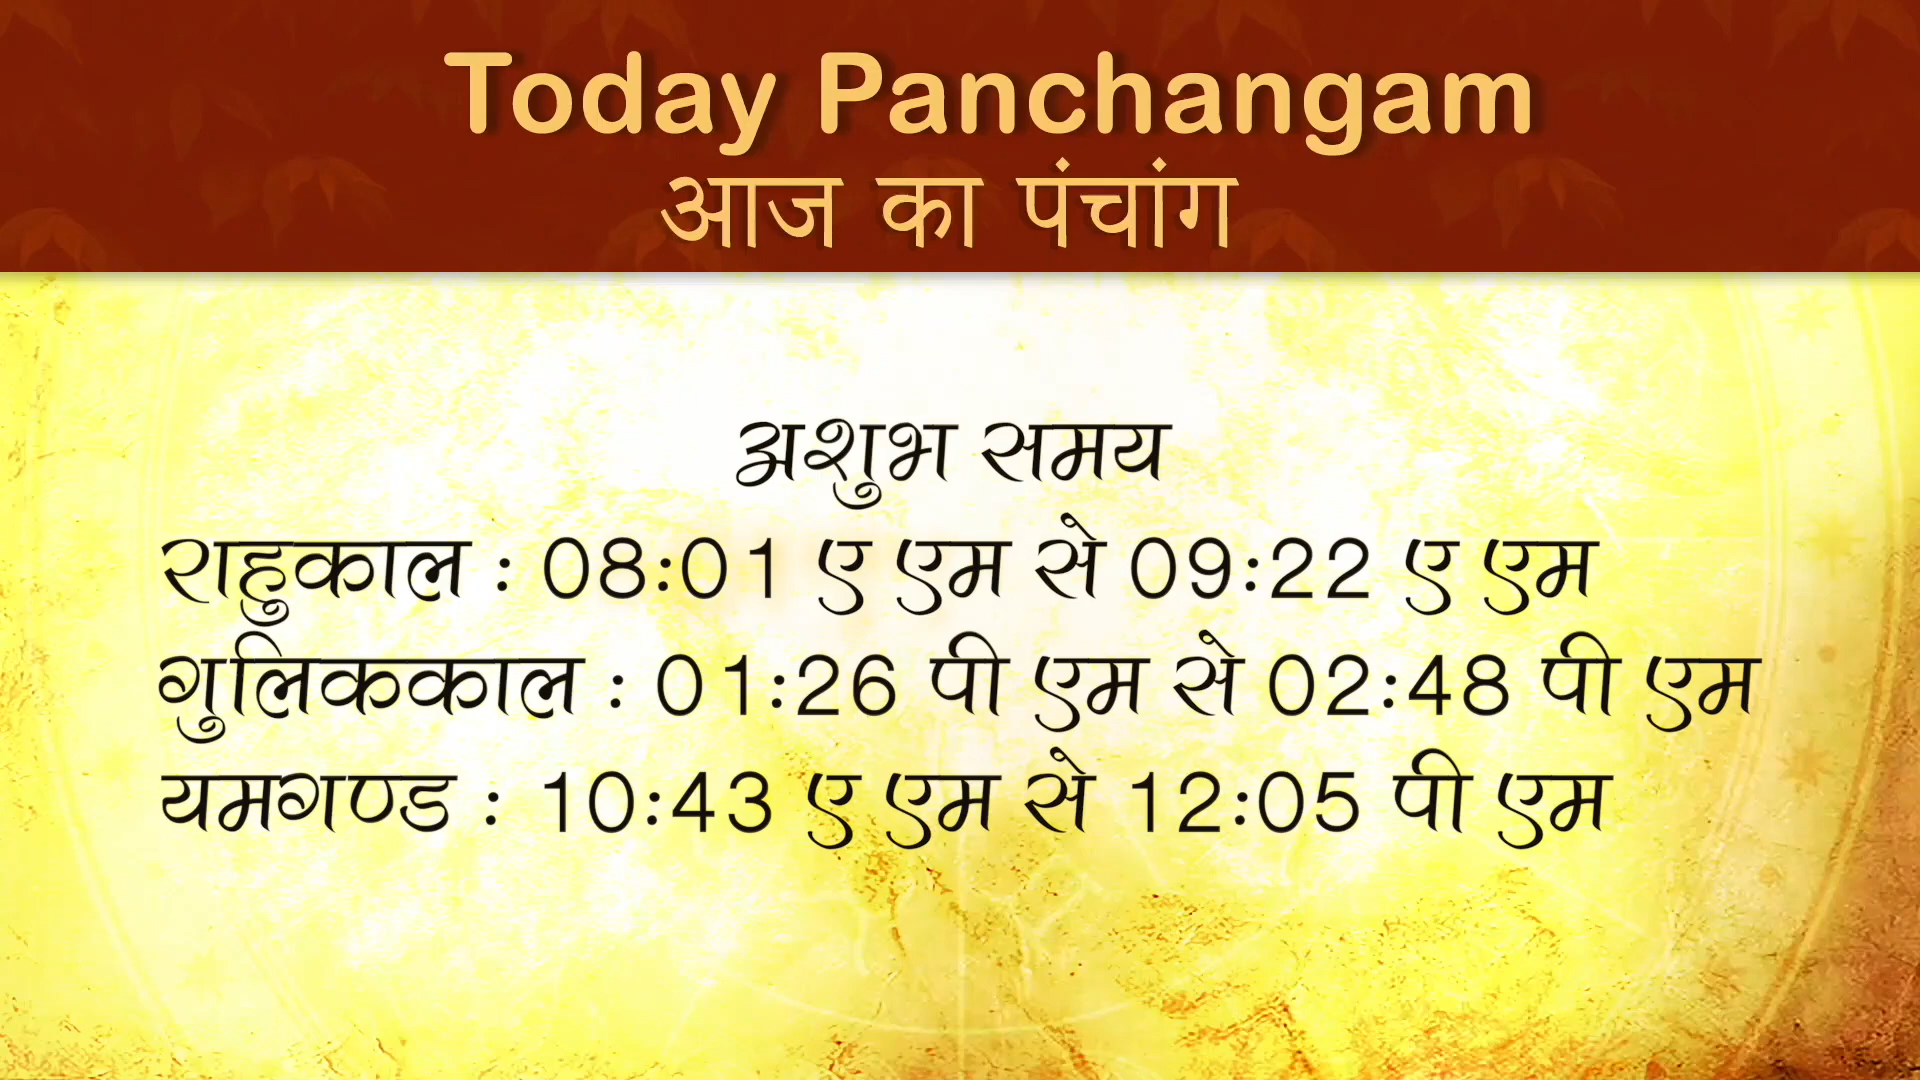 Today Panchangam
आज का पंचांग
अशुभ समय
राहुकाल : 08:01 ए एम से 09:22 ए एम
गुलिककाल : 01:26 पी एम से 02:48 पी एम
यमगण्ड : 10:43 ए एम से 12:05 पी एम